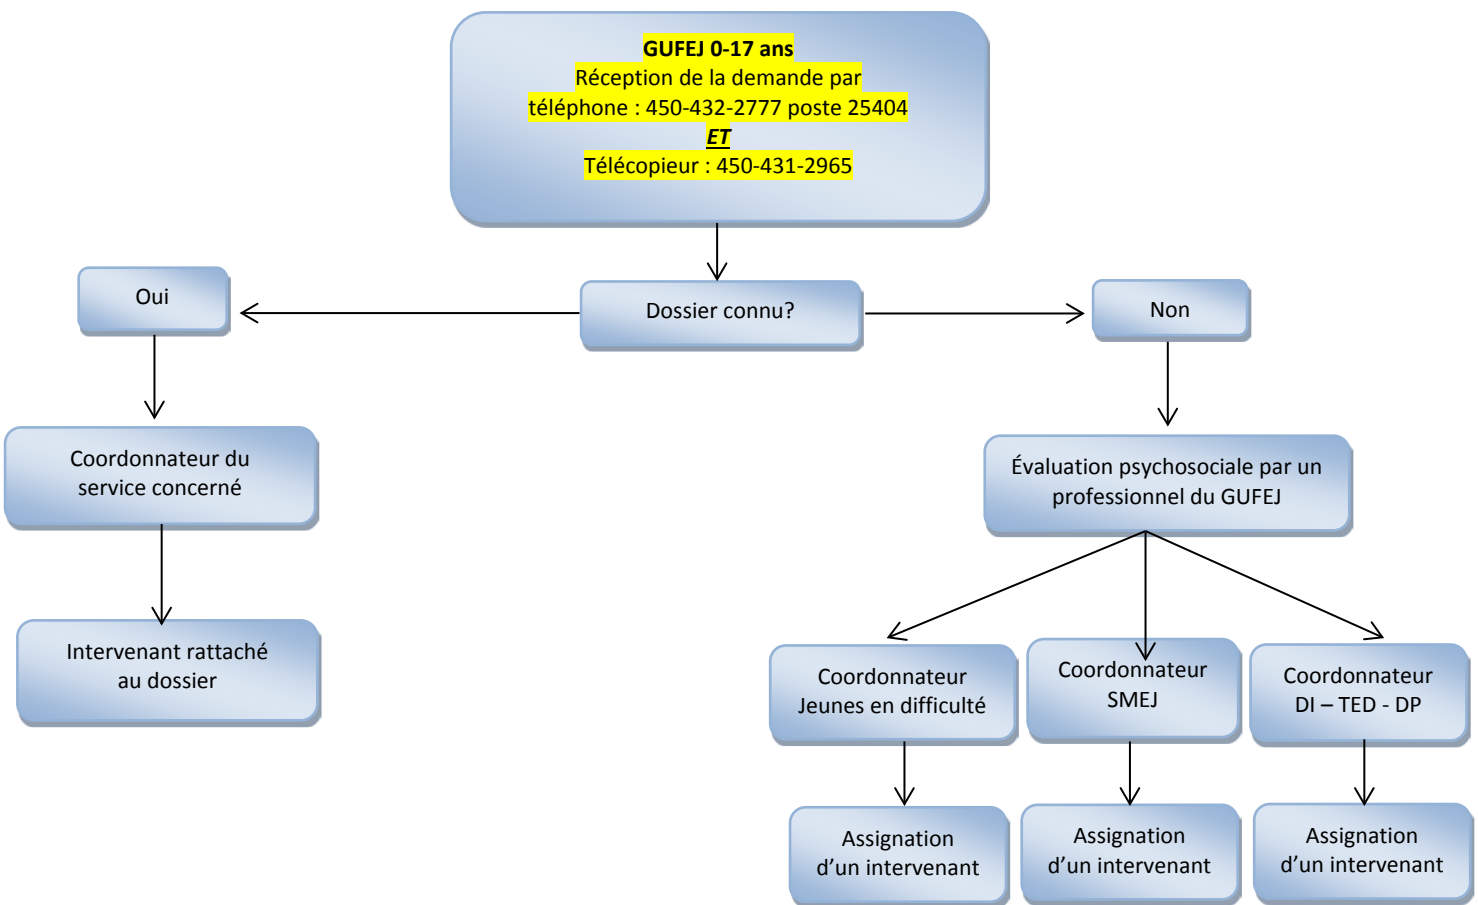 GUFEJ 0-17 ans
Réception de la demande par
téléphone : 450-432-2777 poste 25404
ET
Télécopieur : 450-431-2965
Oui
Dossier connu?
Non
Coordonnateur du
service concerné
Évaluation psychosociale par un
professionnel du GUFEJ
Intervenant rattaché
au dossier
Coordonnateur
Jeunes en difficulté
Coordonnateur
SMEJ
Coordonnateur
DI – TED - DP
Assignation
d’un intervenant
Assignation
d’un intervenant
Assignation
d’un intervenant